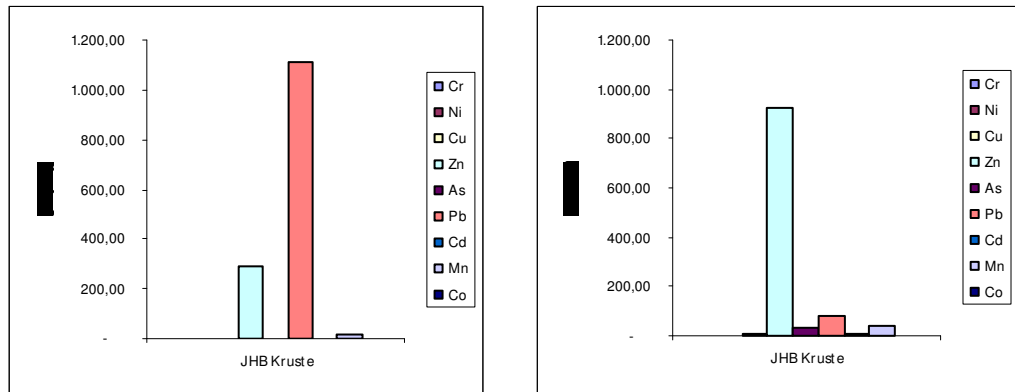 1.200,00
1.000,00
800,00
600,00
400,00
200,00
-
JHB Kruste
Cr
Ni
Cu
Zn
As
Pb
Cd
Mn
Co
1.200,00
1.000,00
800,00
600,00
400,00
200,00
-
JHB Kruste
Cr
Ni
Cu
Zn
As
Pb
Cd
Mn
Co